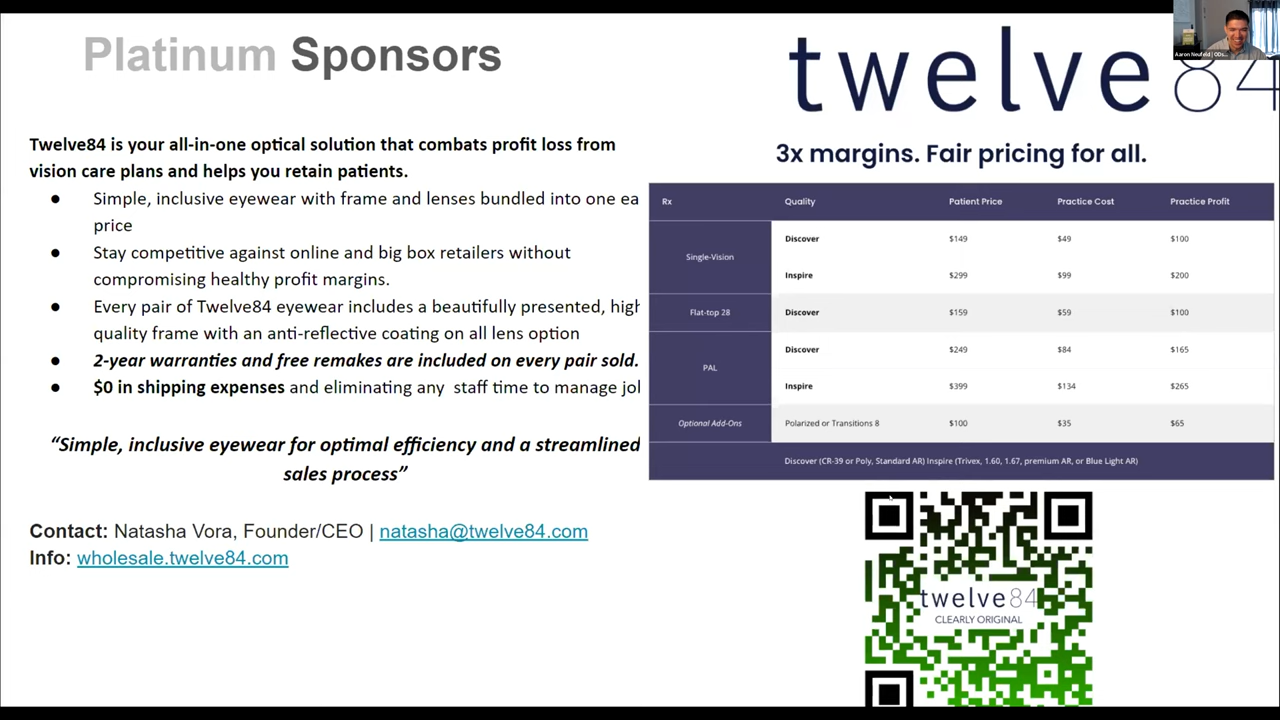 Platinum Sponsors
twelve84
Aaron Neufeld | ODs...
Twelve84 is your all-in-one optical solution that combats profit loss from
vision care plans and helps you retain patients.
● Simple, inclusive eyewear with frame and lenses bundled into one ea
price
● Stay competitive against online and big box retailers without
compromising healthy profit margins.
● Every pair of Twelve84 eyewear includes a beautifully presented, high
quality frame with an anti-reflective coating on all lens option
● 2-year warranties and free remakes are included on every pair sold.
● $0 in shipping expenses and eliminating any staff time to manage jo
“Simple, inclusive eyewear for optimal efficiency and a streamlined
sales process”
Contact: Natasha Vora, Founder/CEO | natasha@twelve84.com
Info: wholesale.twelve84.com
3x margins. Fair pricing for all.
Rx Quality Patient Price Practice Cost Practice Profit
Single-Vision
Discover $149 $49 $100
Inspire $299 $99 $200
Flat-top 28 Discover $159 $59 $100
PAL
Discover $249 $84 $165
Inspire $399 $134 $265
Optional Add-Ons Polarized or Transitions 8 $100 $35 $65
Discover (CR-39 or Poly, Standard AR) Inspire (Trivex, 1.60, 1.67, premium AR, or Blue Light AR)
twelve84
CLEARLY ORIGINAL